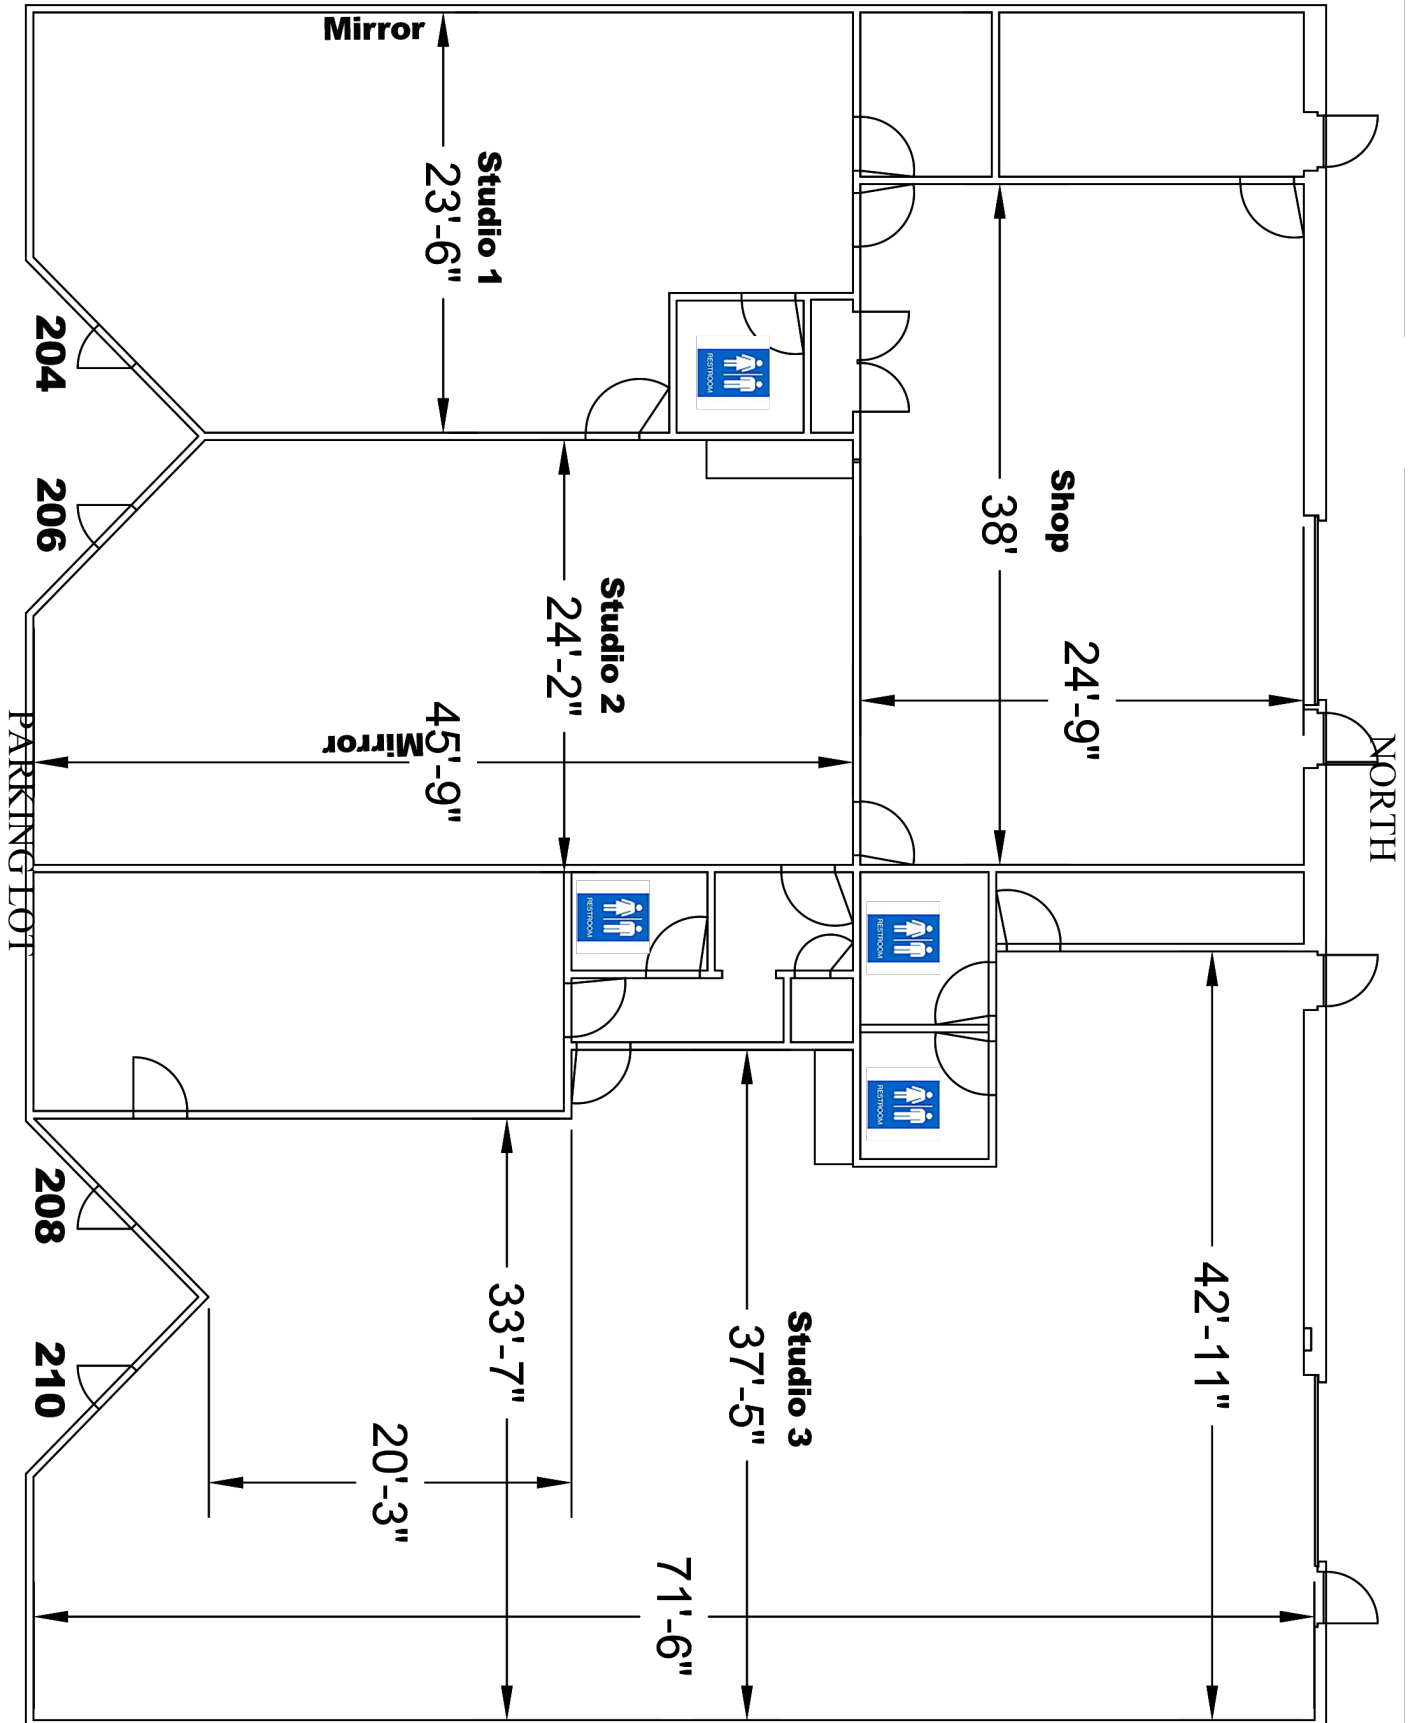 NORTH
Shop
38'
24'-9"
42'-11"
RESTROOM
RESTROOM
RESTROOM
RESTROOM
Studio 1
23'-6"
Mirror
Studio 2
24'-2"
45'-9"
Mirror
Studio 3
37'-5"
33'-7"
20'-3"
71'-6"
204
206
208
210
PARKING LOT